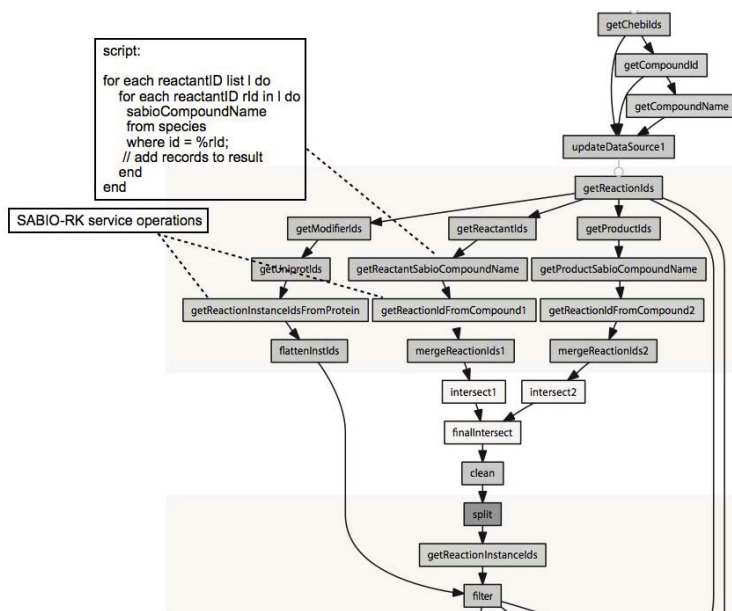 getChebiIds
script:
getCompoundId
for each reactantID list l do
for each reactantID rId in l do
sabioCompoundName
from species
where id = %rId;
// add records to result
end
end
getCompoundName
updateDataSource1
getReactionIds
SABIO-RK service operations
getModifierIds
getReactantIds
getProductIds
getUniprotIds
getReactantSabioCompoundName
getProductSabioCompoundName
getReactionInstanceIdsFromProtein
getReactionIdFromCompound1
getReactionIdFromCompound2
flattenInstIds
mergeReactionIds1
mergeReactionIds2
intersect1
intersect2
finalIntersect
clean
split
getReactionInstanceIds
filter